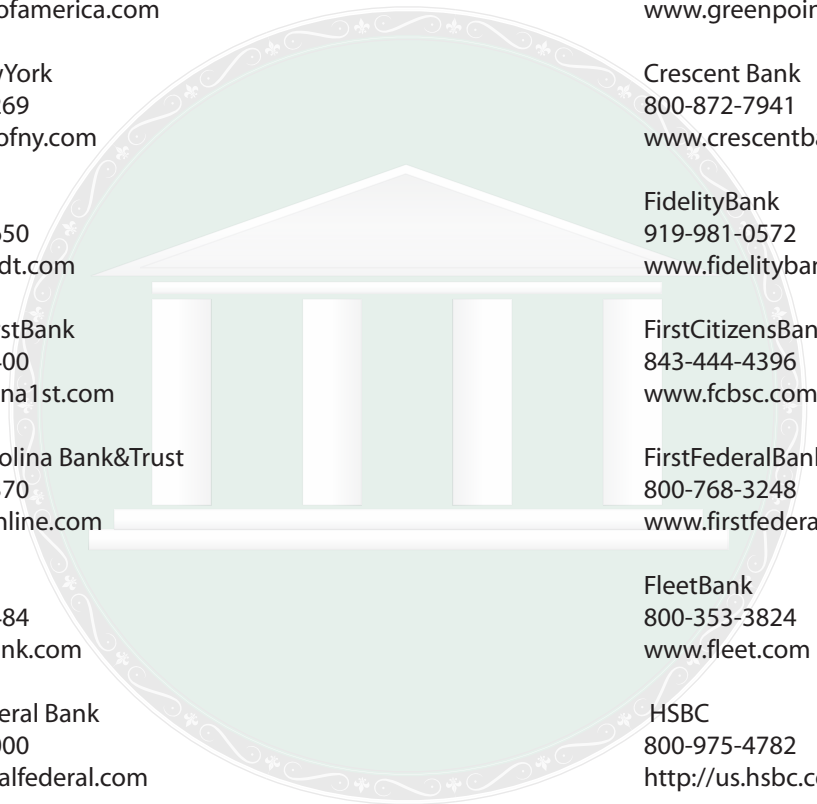 ofamerica.com
York
69
ofny.com
50
dt.com
stBank
00
na1st.com
olina Bank&Trust
70
nline.com
84
nk.com
eral Bank
00
alfederal.com
www.greenpoin
Crescent Bank
800-872-7941
www.crescentba
FidelityBank
919-981-0572
www.fidelityban
FirstCitizensBan
843-444-4396
www.fcbsc.com
FirstFederalBank
800-768-3248
www.firstfedera
FleetBank
800-353-3824
www.fleet.com
HSBC
800-975-4782
http://us.hsbc.co